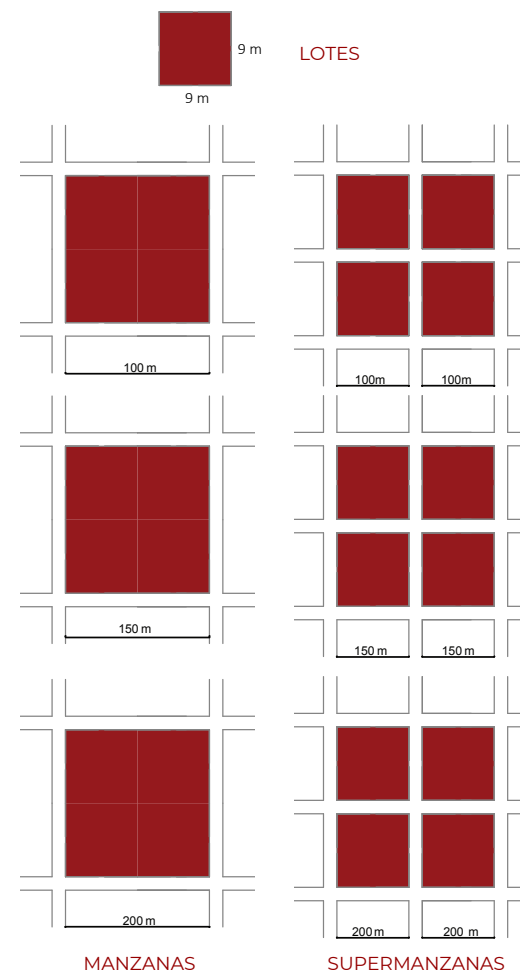 9 m
LOTES
9 m
100 m
100m 100m
150 m
150 m 150 m
200 m
200 m 200 m
MANZANAS
SUPERMANZANAS